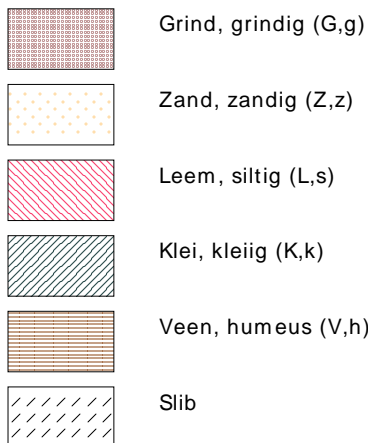 Grind, grindig (G,g)
Zand, zandig (Z,z)
Leem, siltig (L,s)
Klei, kleiig (K,k)
Veen, humeus (V,h)
Slib